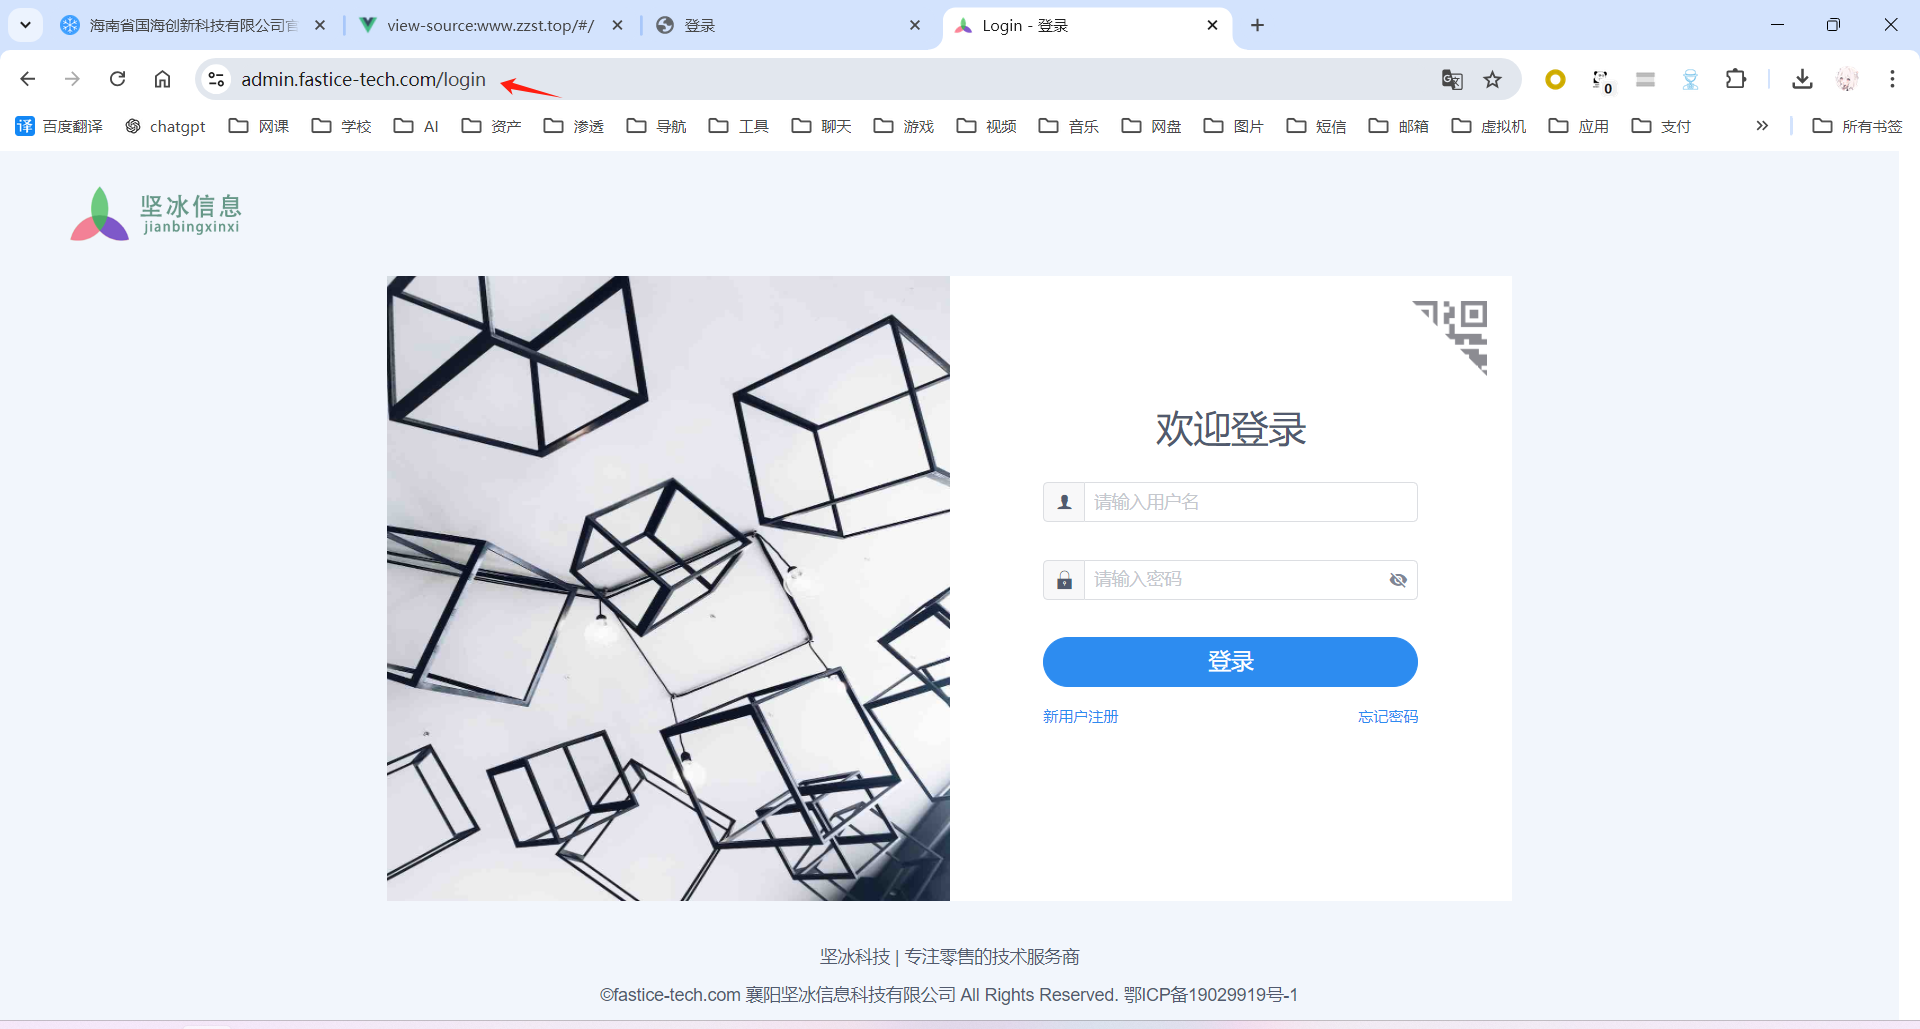 海南省国海创新科技有限公司官
view-source:www.zzst.top/#/
登录
Login - 登录
admin.fastice-tech.com/login
0
译 百度翻译
chatgpt
网课
学校
AI
资产
渗透
导航
工具
聊天
游戏
视频
音乐
网盘
图片
短信
邮箱
虚拟机
应用
支付
所有书签
坚冰信息
jianbingxinxi
欢迎登录
请输入用户名
请输入密码
登录
新用户注册
忘记密码
坚冰科技 | 专注零售的技术服务商
©fastice-tech.com 襄阳坚冰信息科技有限公司 All Rights Reserved. 鄂ICP备19029919号-1